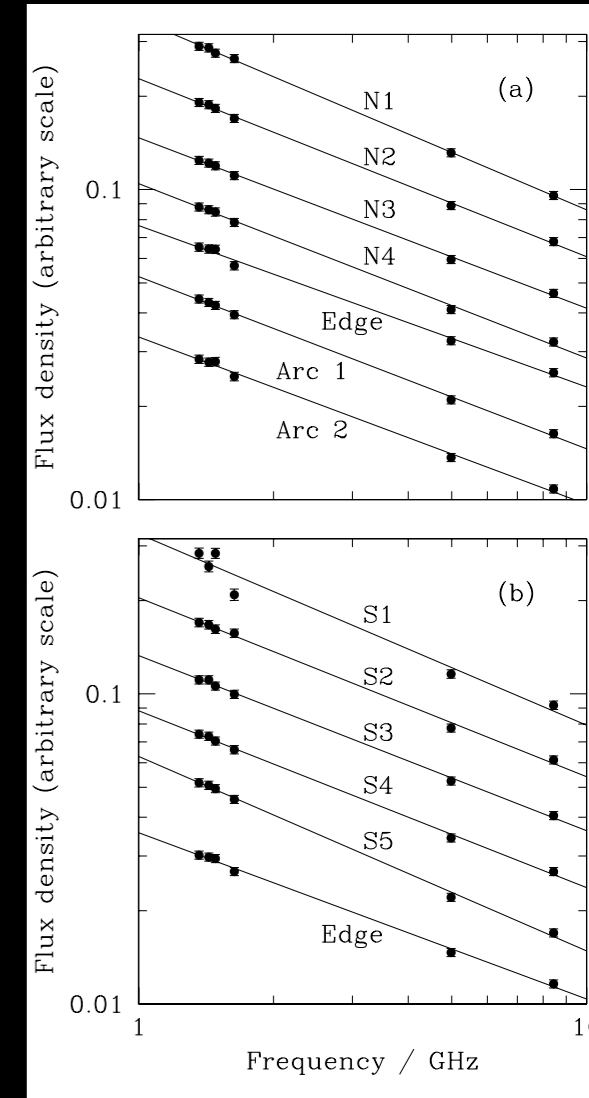 (a)
N1
N2
N3
N4
Edge
Arc 1
Arc 2
0.1
0.01
Flux density (arbitrary scale)
(b)
S1
S2
S3
S4
S5
Edge
0.1
0.01
Flux density (arbitrary scale)
1
1
Frequency / GHz